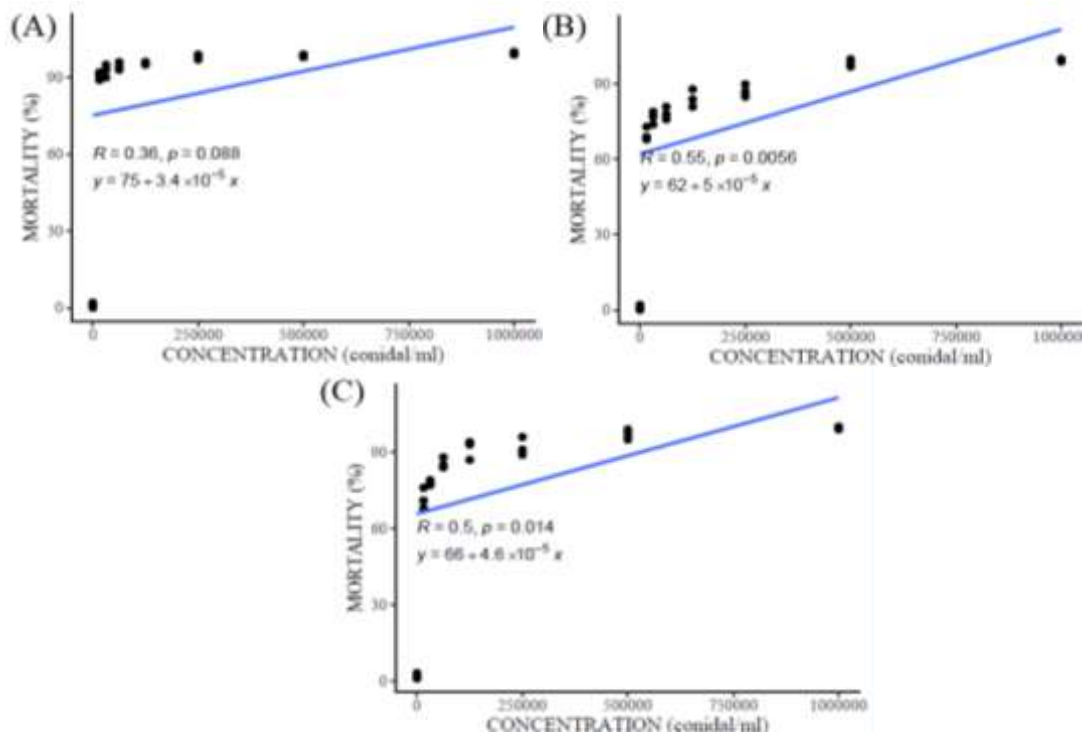 (A)
MORTALITY (%)
90
60
30
0
R = 0.36, p = 0.088
y = 75 + 3.4 ×10⁻⁵ x
0 250000 500000 750000 1000000
CONCENTRATION (conidal/ml)
(B)
MORTALITY (%)
90
60
30
0
R = 0.55, p = 0.0056
y = 62 + 5 ×10⁻⁵ x
0 250000 500000 750000 100000
CONCENTRATION (conidal/ml)
(C)
MORTALITY (%)
90
60
30
0
R = 0.5, p = 0.014
y = 66 + 4.6 ×10⁻⁵ x
0 250000 500000 750000 1000000
CONCENTRATION (conidal/ml)